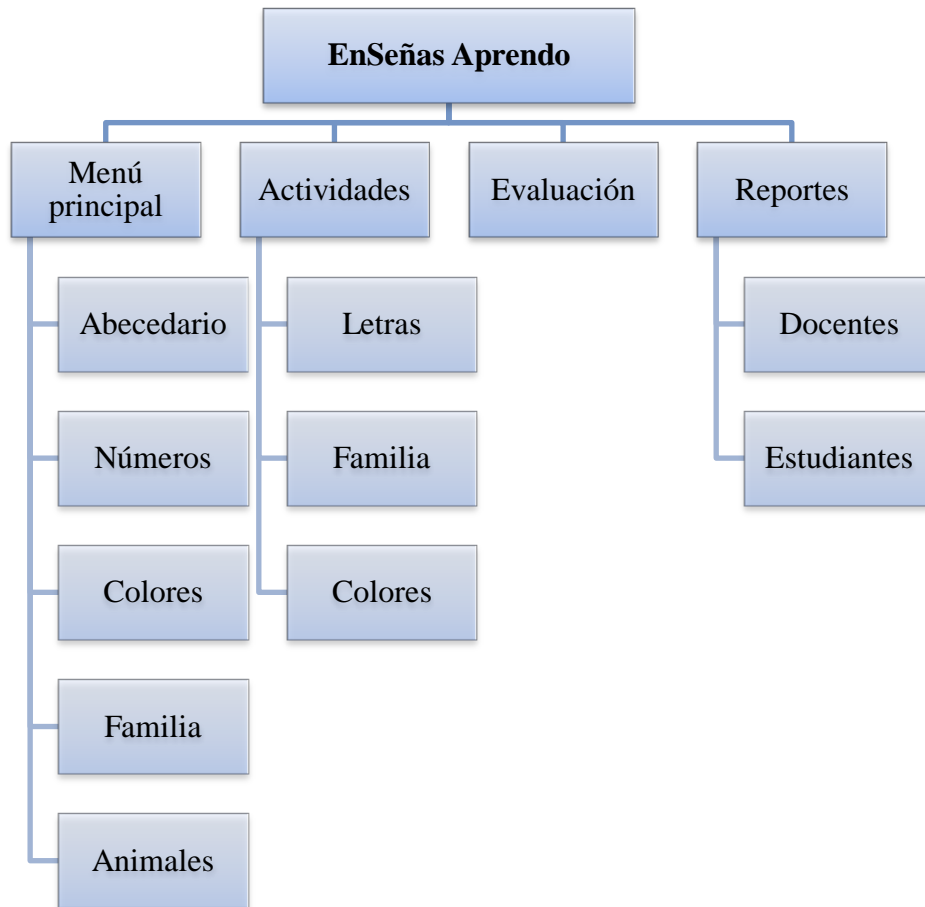 EnSeñas Aprendo
Menú
principal
Actividades
Evaluación
Reportes
Abecedario
Letras
Docentes
Números
Familia
Estudiantes
Colores
Colores
Familia
Animales